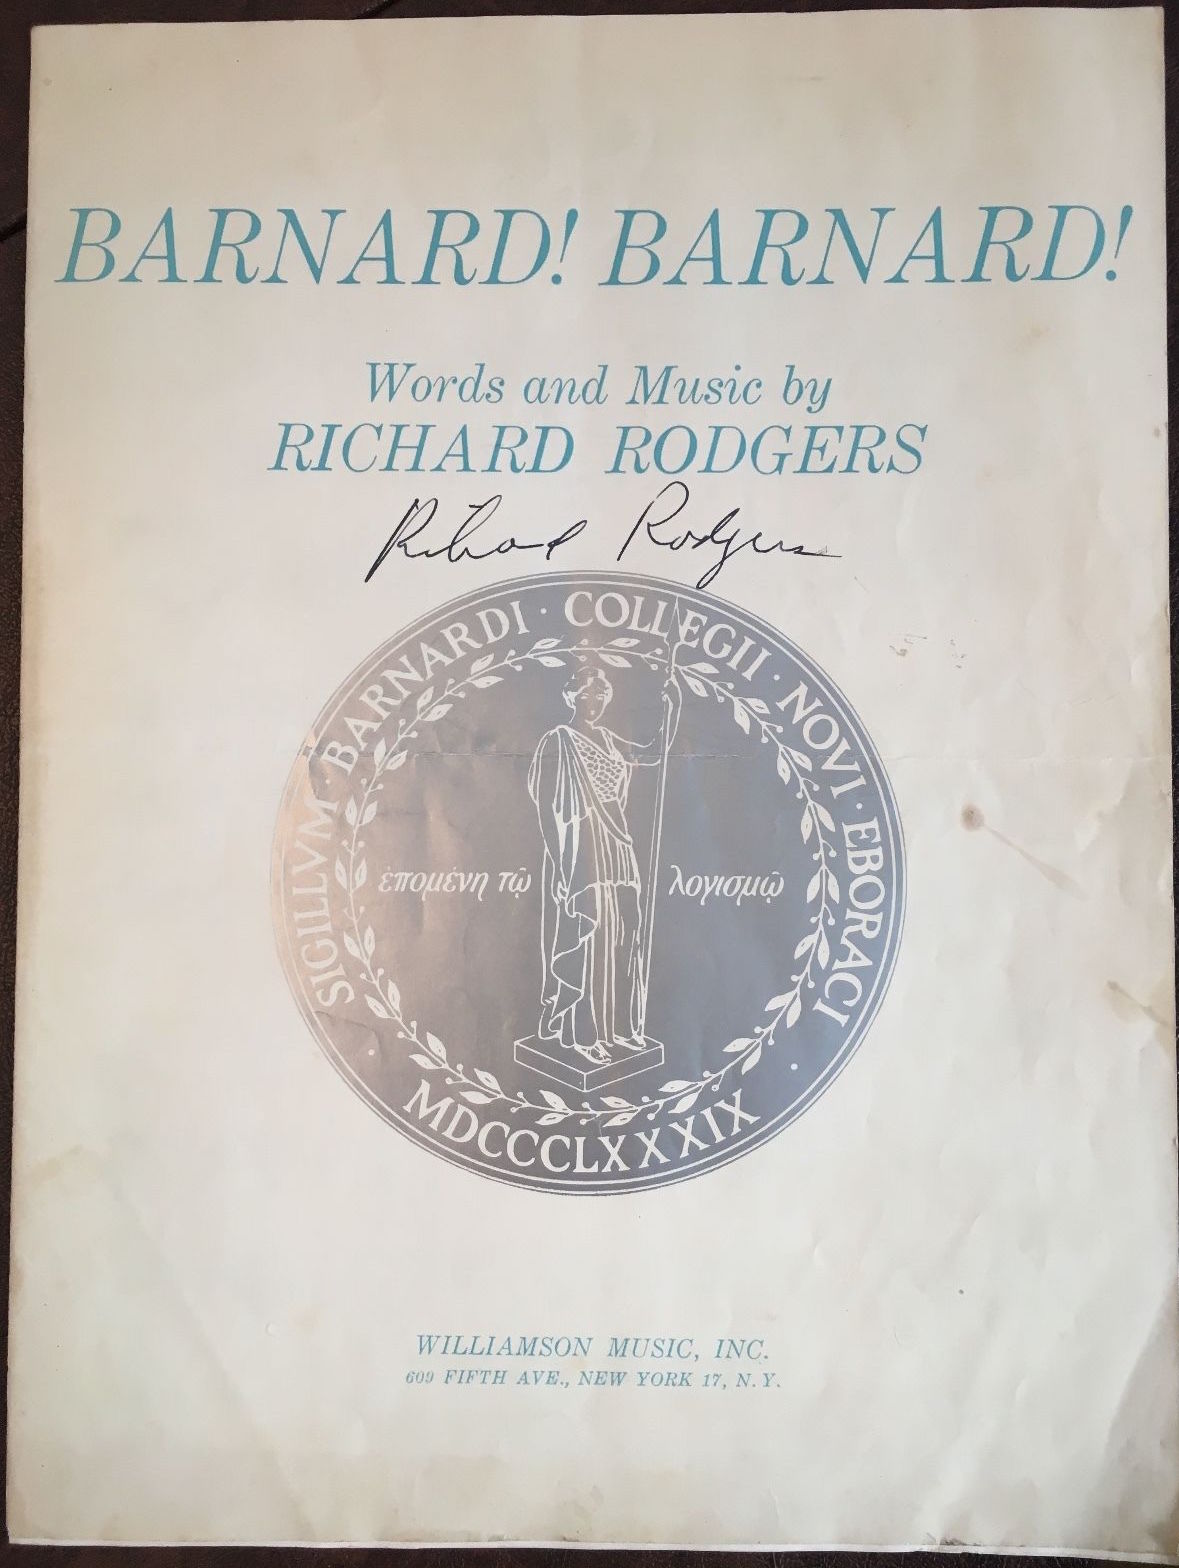 BARNARD! BARNARD!
Words and Music by
RICHARD RODGERS
Richard Rodgers
SIGILLVM BARNARDI · COLLEGII · NOVI · EBORACI
ἑπομένη τῷ λογισμῷ
· MDCCCLXXXIX ·
WILLIAMSON MUSIC, INC.
609 FIFTH AVE., NEW YORK 17, N. Y.